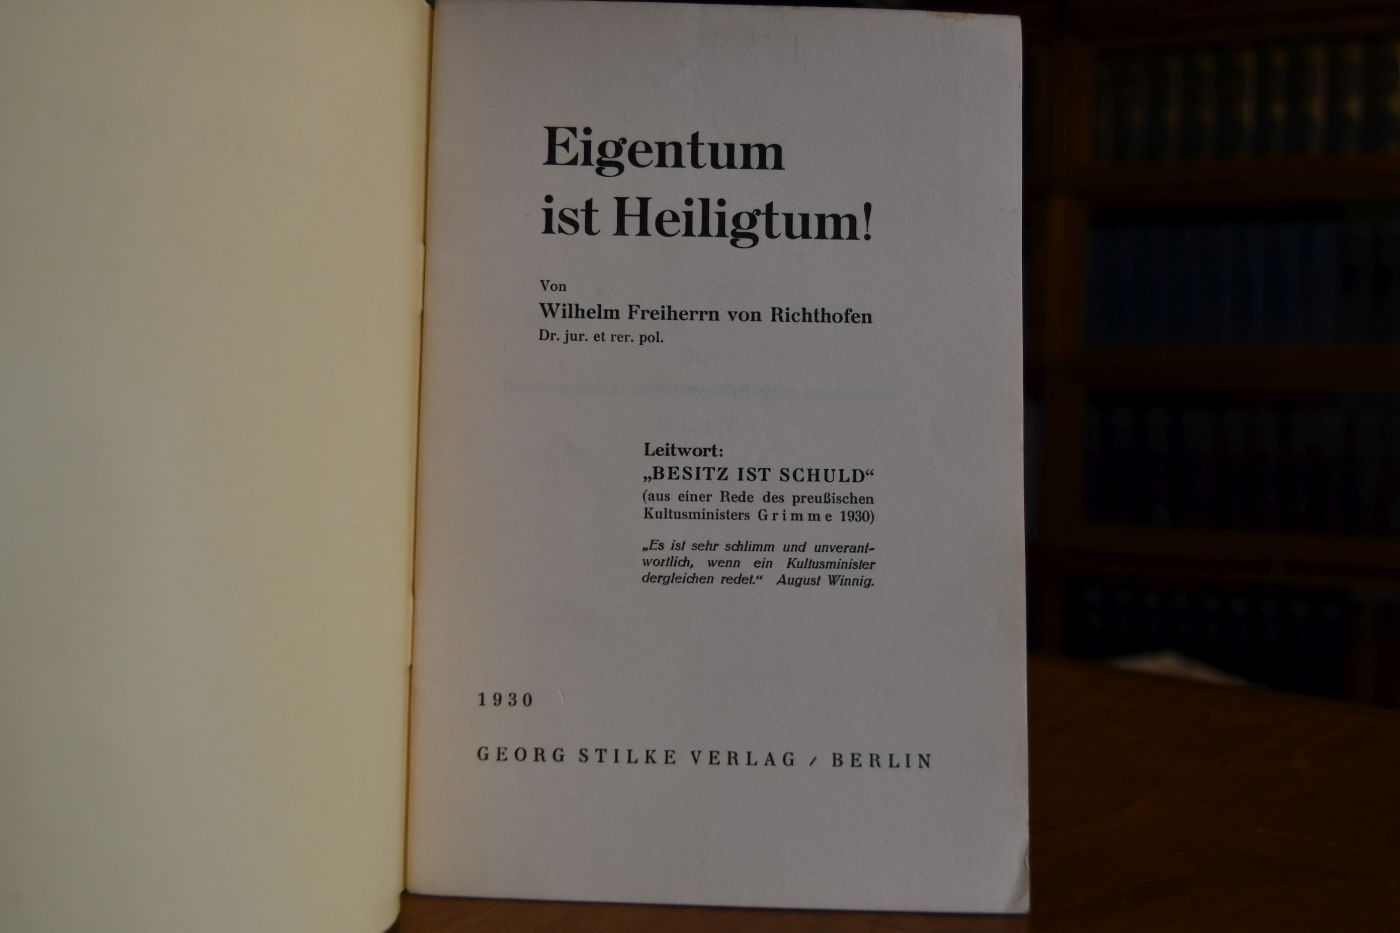 Eigentum
ist Heiligtum!
Von
Wilhelm Freiherrn von Richthofen
Dr. jur. et rer. pol.
Leitwort:
„BESITZ IST SCHULD“
(aus einer Rede des preußischen
Kultusministers Grimme 1930)
„Es ist sehr schlimm und unverant-
wortlich, wenn ein Kultusminister
dergleichen redet.“ August Winnig.
1930
GEORG STILKE VERLAG / BERLIN